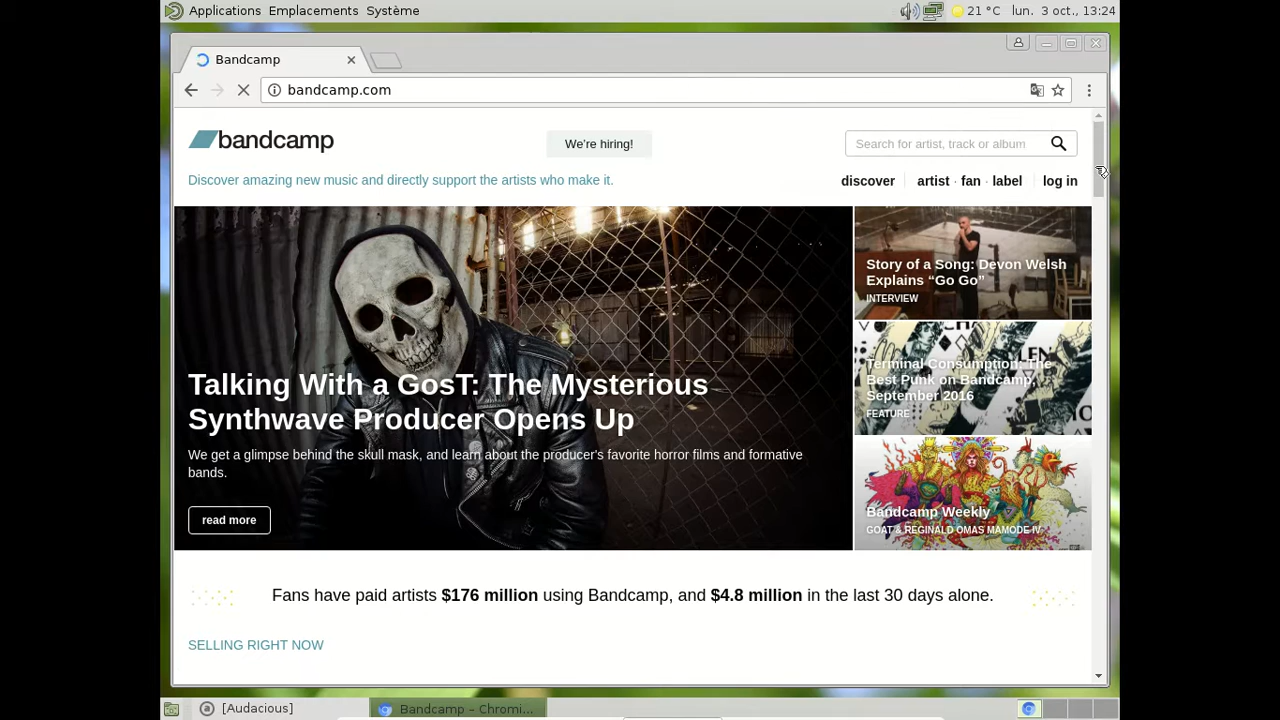 Applications Emplacements Système
21 °C lun. 3 oct., 13:24
Bandcamp
bandcamp.com
bandcamp
We're hiring!
Search for artist, track or album
Discover amazing new music and directly support the artists who make it.
discover artist · fan · label log in
Talking With a GosT: The Mysterious
Synthwave Producer Opens Up
We get a glimpse behind the skull mask, and learn about the producer's favorite horror films and formative
bands.
read more
Story of a Song: Devon Welsh
Explains “Go Go”
INTERVIEW
Terminal Consumption: The
Best Punk on Bandcamp,
September 2016
FEATURE
Bandcamp Weekly
GOAT & REGINALD OMAS MAMODE IV
Fans have paid artists $176 million using Bandcamp, and $4.8 million in the last 30 days alone.
SELLING RIGHT NOW
[Audacious]
Bandcamp – Chromi...